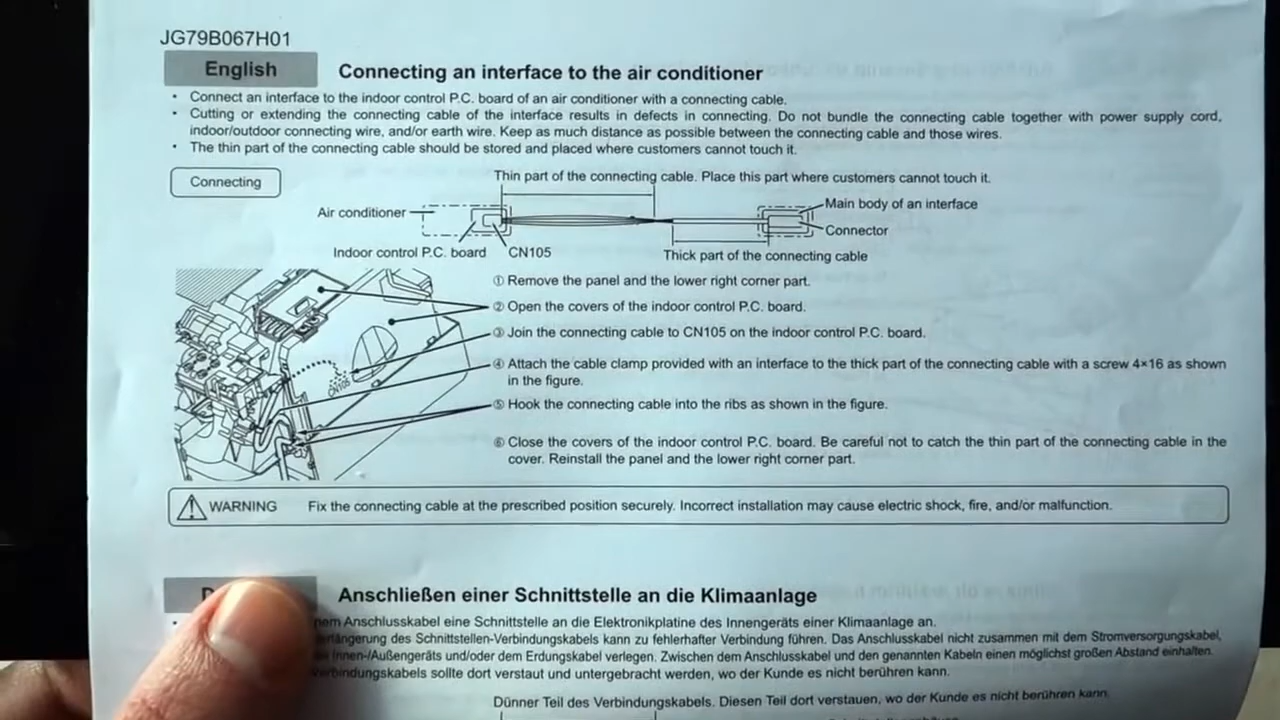 JG79B067H01
English
Connecting an interface to the air conditioner
• Connect an interface to the indoor control P.C. board of an air conditioner with a connecting cable.
• Cutting or extending the connecting cable of the interface results in defects in connecting. Do not bundle the connecting cable together with power supply cord,
indoor/outdoor connecting wire, and/or earth wire. Keep as much distance as possible between the connecting cable and those wires.
• The thin part of the connecting cable should be stored and placed where customers cannot touch it.
Connecting
Thin part of the connecting cable. Place this part where customers cannot touch it.
Air conditioner
Main body of an interface
Connector
Indoor control P.C. board
CN105
Thick part of the connecting cable
① Remove the panel and the lower right corner part.
② Open the covers of the indoor control P.C. board.
③ Join the connecting cable to CN105 on the indoor control P.C. board.
④ Attach the cable clamp provided with an interface to the thick part of the connecting cable with a screw 4×16 as shown
in the figure.
CN105
⑤ Hook the connecting cable into the ribs as shown in the figure.
⑥ Close the covers of the indoor control P.C. board. Be careful not to catch the thin part of the connecting cable in the
cover. Reinstall the panel and the lower right corner part.
WARNING
Fix the connecting cable at the prescribed position securely. Incorrect installation may cause electric shock, fire, and/or malfunction.
Anschließen einer Schnittstelle an die Klimaanlage
Anschlusskabel eine Schnittstelle an die Elektronikplatine des Innengeräts einer Klimaanlage an.
des Schnittstellen-Verbindungskabels kann zu fehlerhafter Verbindung führen. Das Anschlusskabel nicht zusammen mit dem Stromversorgungskabel,
Innen-/Außengeräts und/oder dem Erdungskabel verlegen. Zwischen dem Anschlusskabel und den genannten Kabeln einen möglichst großen Abstand einhalten.
sollte dort verstaut und untergebracht werden, wo der Kunde es nicht berühren kann.
Dünner Teil des Verbindungskabels. Diesen Teil dort verstauen, wo der Kunde es nicht berühren kann.